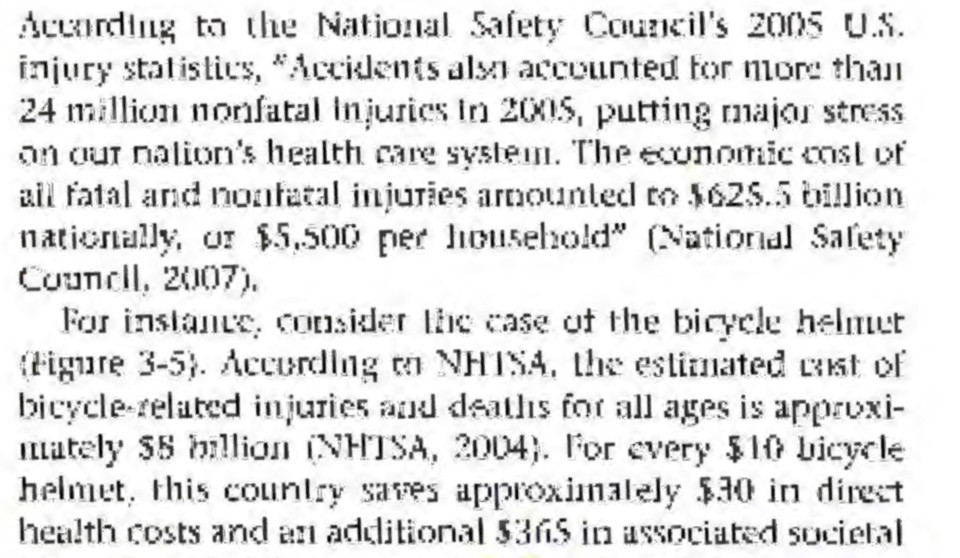 According to the National Safety Council's 2005 U.S.
injury statistics, "Accidents also accounted for more than
24 million nonfatal injuries in 2005, putting major stress
on our nation's health care system. The economic cost of
all fatal and nonfatal injuries amounted to $625.5 billion
nationally, or $5,500 per household" (National Safety
Council, 2007).
For instance, consider the case of the bicycle helmet
(Figure 3-5). According to NHTSA, the estimated cost of
bicycle-related injuries and deaths for all ages is approxi-
mately $8 billion (NHTSA, 2004). For every $10 bicycle
helmet, this country saves approximately $30 in direct
health costs and an additional $365 in associated societal